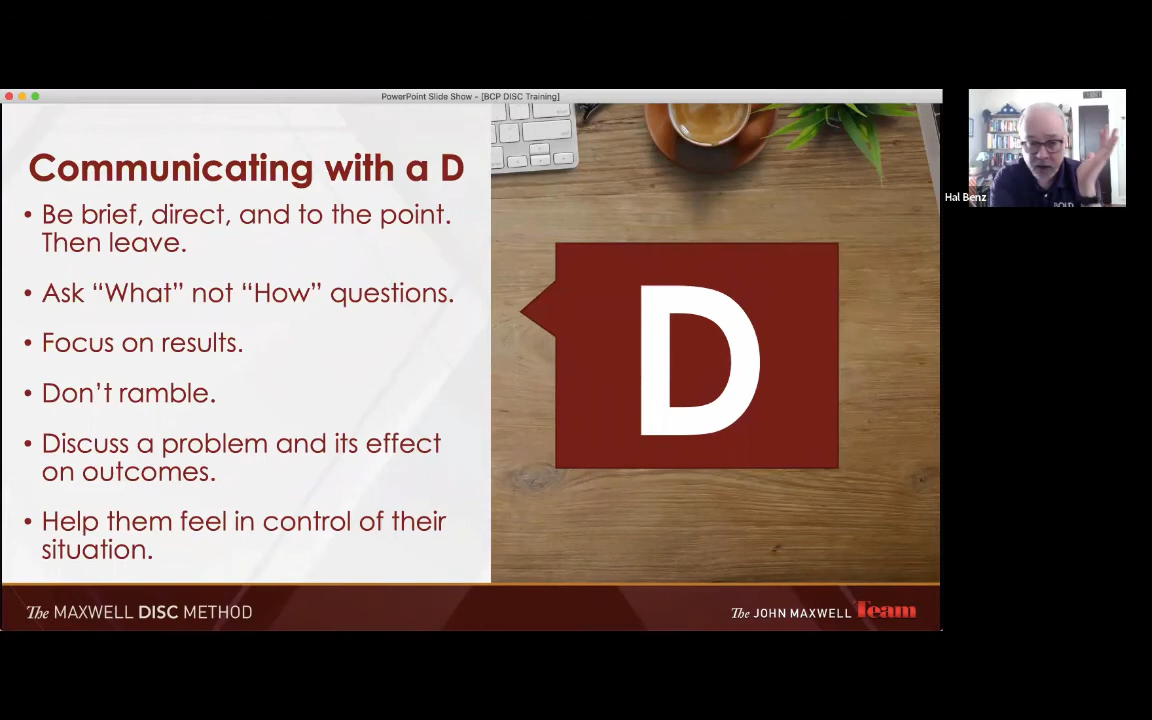 PowerPoint Slide Show - [BCP DISC Training]
Communicating with a D
• Be brief, direct, and to the point.
Then leave.
• Ask “What” not “How” questions.
• Focus on results.
• Don’t ramble.
• Discuss a problem and its effect
on outcomes.
• Help them feel in control of their
situation.
D
The MAXWELL DISC METHOD
The JOHN MAXWELL Team
Hal Benz
BOLD